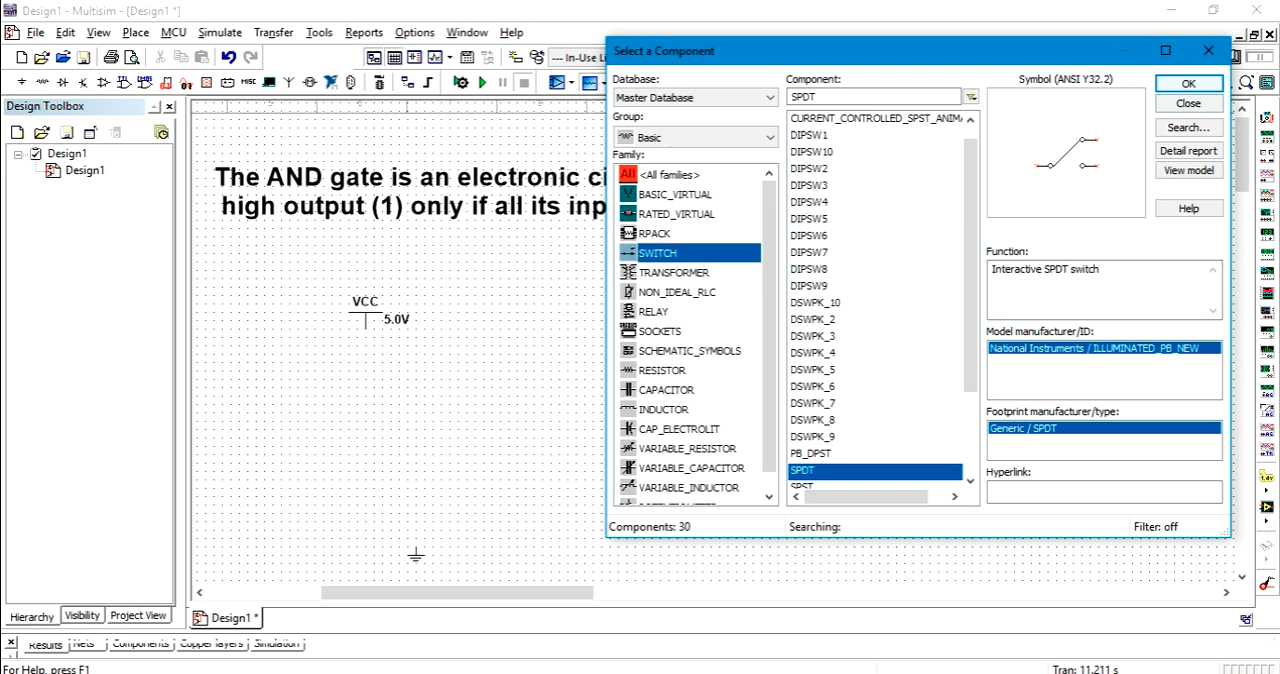 Design1 - Multisim - [Design1 *]
File Edit View Place MCU Simulate Transfer Tools Reports Options Window Help
--- In-Use Li
MISC
Design Toolbox
Design1
Design1
Hierarchy Visibility Project View
The AND gate is an electronic ci
high output (1) only if all its inp
VCC
5.0V
Design1 *
Select a Component
Database:
Master Database
Group:
Basic
Family:
All <All families>
BASIC_VIRTUAL
RATED_VIRTUAL
RPACK
SWITCH
TRANSFORMER
NON_IDEAL_RLC
RELAY
SOCKETS
SCHEMATIC_SYMBOLS
RESISTOR
CAPACITOR
INDUCTOR
CAP_ELECTROLIT
VARIABLE_RESISTOR
VARIABLE_CAPACITOR
VARIABLE_INDUCTOR
Components: 30
Component:
SPDT
CURRENT_CONTROLLED_SPST_ANIMA
DIPSW1
DIPSW10
DIPSW2
DIPSW3
DIPSW4
DIPSW5
DIPSW6
DIPSW7
DIPSW8
DIPSW9
DSWPK_10
DSWPK_2
DSWPK_3
DSWPK_4
DSWPK_5
DSWPK_6
DSWPK_7
DSWPK_8
DSWPK_9
PB_DPST
SPDT
SPST
Searching:
Symbol (ANSI Y32.2)
OK
Close
Search...
Detail report
View model
Help
Function:
Interactive SPDT switch
Model manufacturer/ID:
National Instruments / ILLUMINATED_PB_NEW
Footprint manufacturer/type:
Generic / SPDT
Hyperlink:
Filter: off
Results Nets Components Copper layers Simulation
For Help, press F1
Tran: 11.211 s